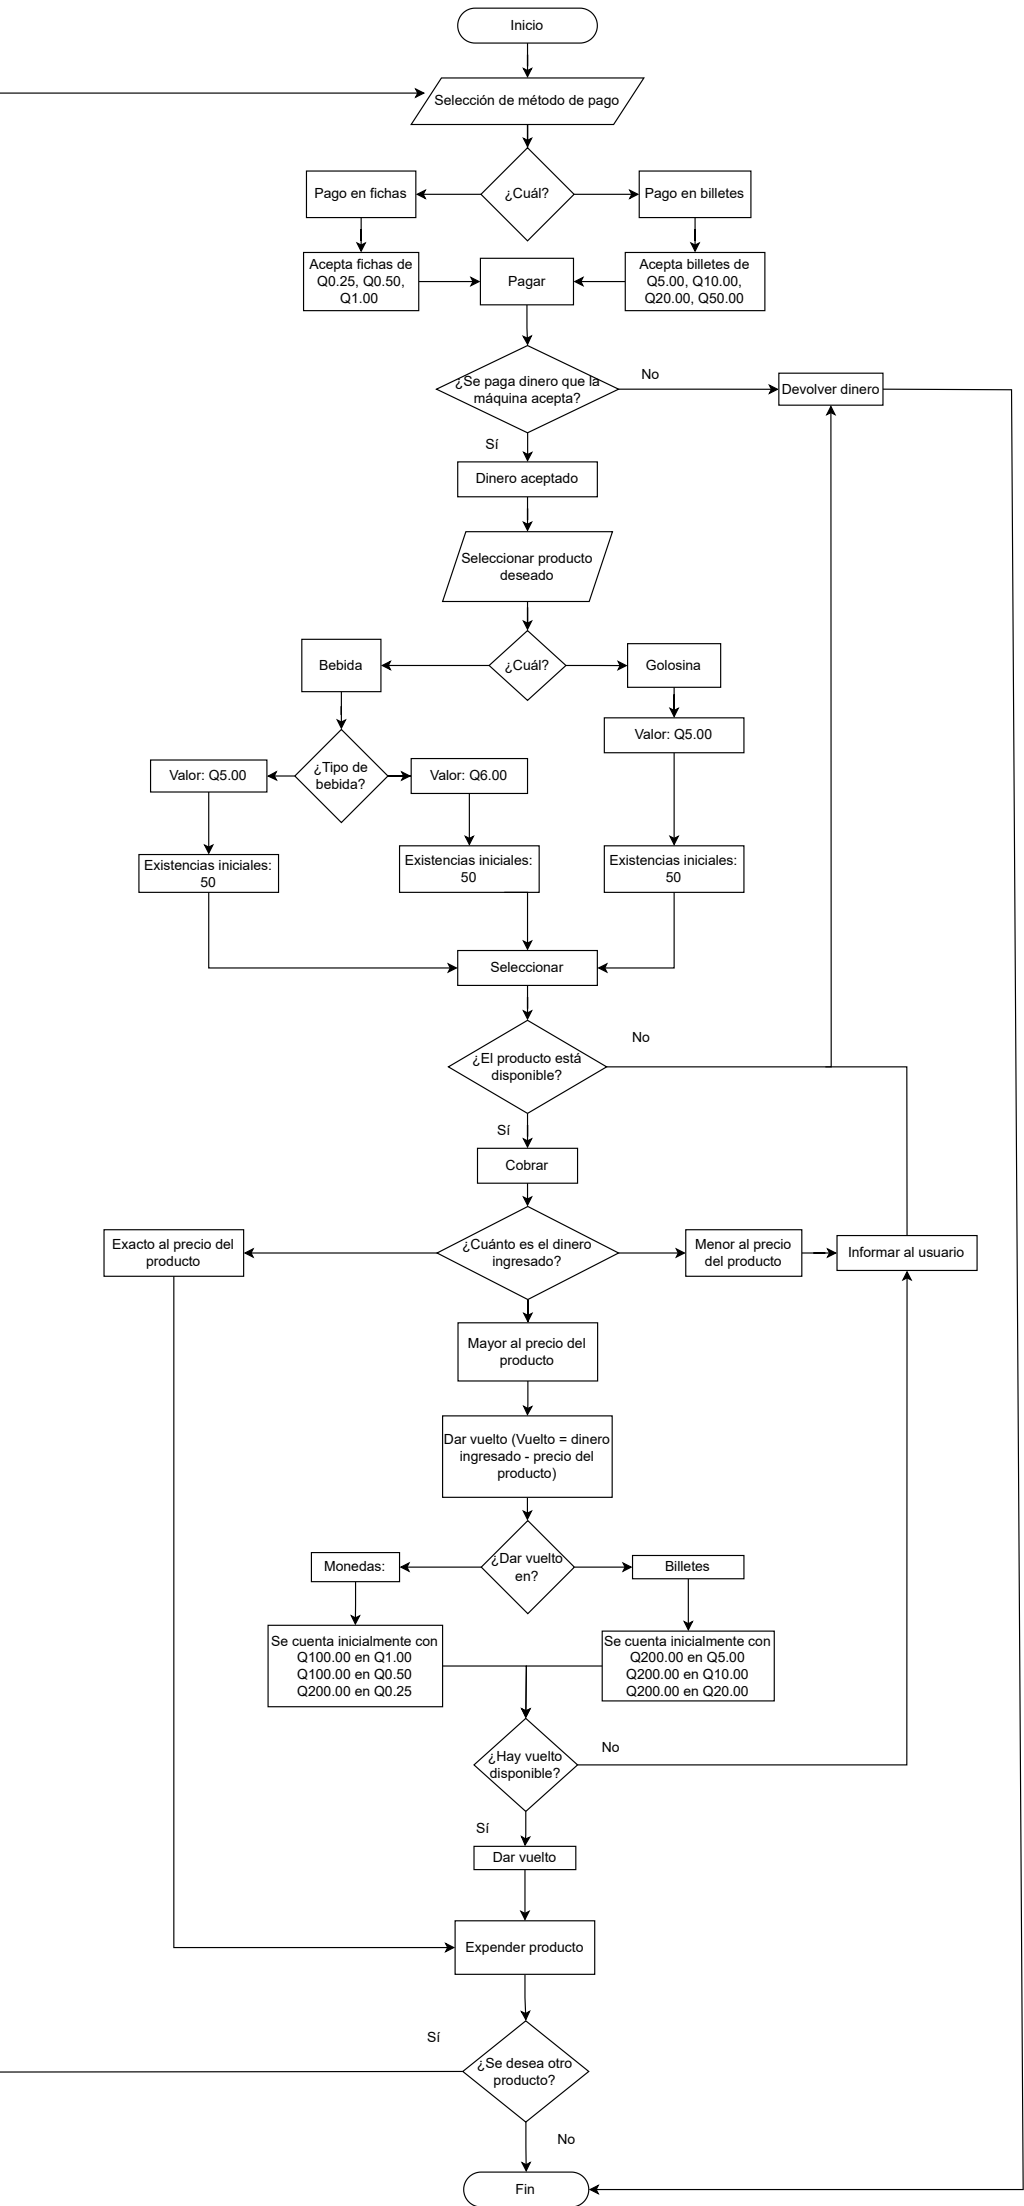 Inicio
Selección de método de pago
¿Cuál?
Pago en fichas
Pago en billetes
Acepta fichas de
Q0.25, Q0.50,
Q1.00
Pagar
Acepta billetes de
Q5.00, Q10.00,
Q20.00, Q50.00
¿Se paga dinero que la
máquina acepta?
No
Devolver dinero
Sí
Dinero aceptado
Seleccionar producto
deseado
Bebida
¿Cuál?
Golosina
Valor: Q5.00
¿Tipo de
bebida?
Valor: Q5.00
Valor: Q6.00
Existencias iniciales:
50
Existencias iniciales:
50
Existencias iniciales:
50
Seleccionar
¿El producto está
disponible?
No
Sí
Cobrar
Exacto al precio del
producto
¿Cuánto es el dinero
ingresado?
Menor al precio
del producto
Informar al usuario
Mayor al precio del
producto
Dar vuelto (Vuelto = dinero
ingresado - precio del
producto)
Monedas:
¿Dar vuelto
en?
Billetes
Se cuenta inicialmente con
Q100.00 en Q1.00
Q100.00 en Q0.50
Q200.00 en Q0.25
Se cuenta inicialmente con
Q200.00 en Q5.00
Q200.00 en Q10.00
Q200.00 en Q20.00
¿Hay vuelto
disponible?
No
Sí
Dar vuelto
Expender producto
Sí
¿Se desea otro
producto?
No
Fin